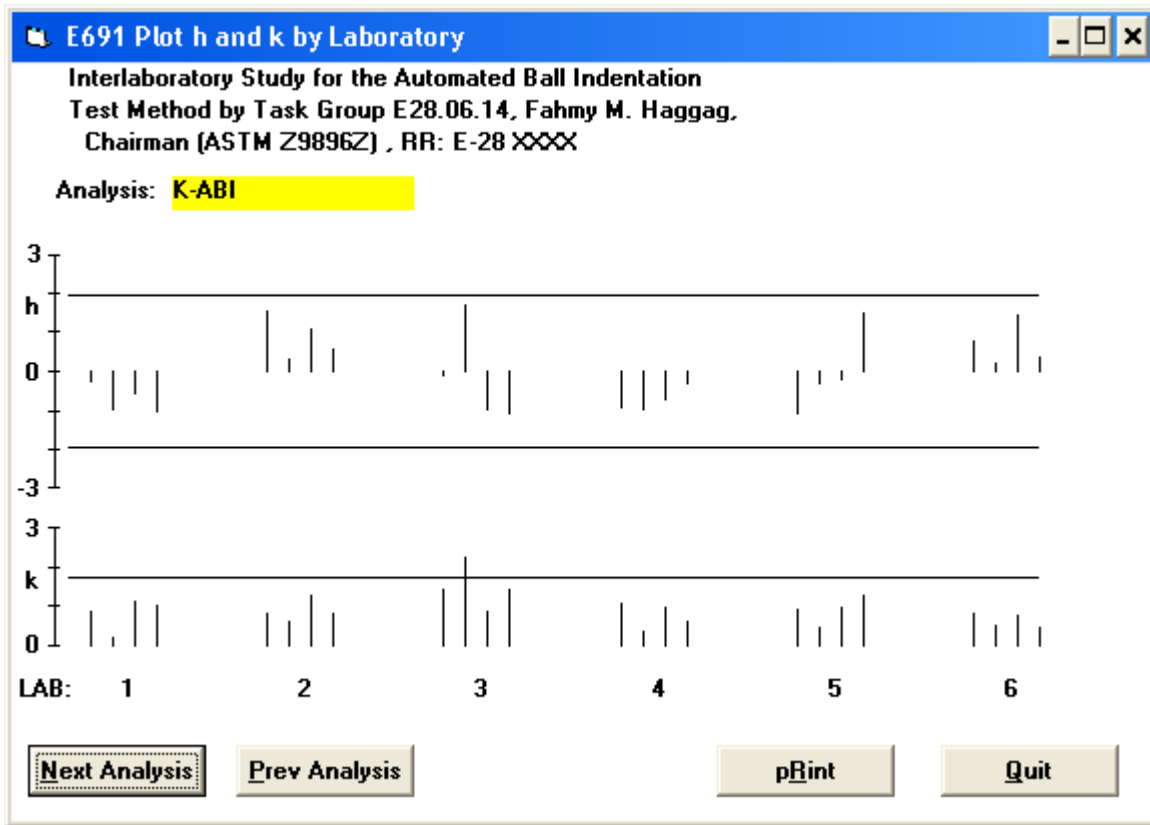 E691 Plot h and k by Laboratory
Interlaboratory Study for the Automated Ball Indentation
Test Method by Task Group E28.06.14, Fahmy M. Haggag,
Chairman (ASTM Z9896Z) , RR: E-28 XXXX
Analysis: K-ABI
3
h
0
-3
3
k
0
LAB: 1 2 3 4 5 6
Next Analysis Prev Analysis pRint Quit